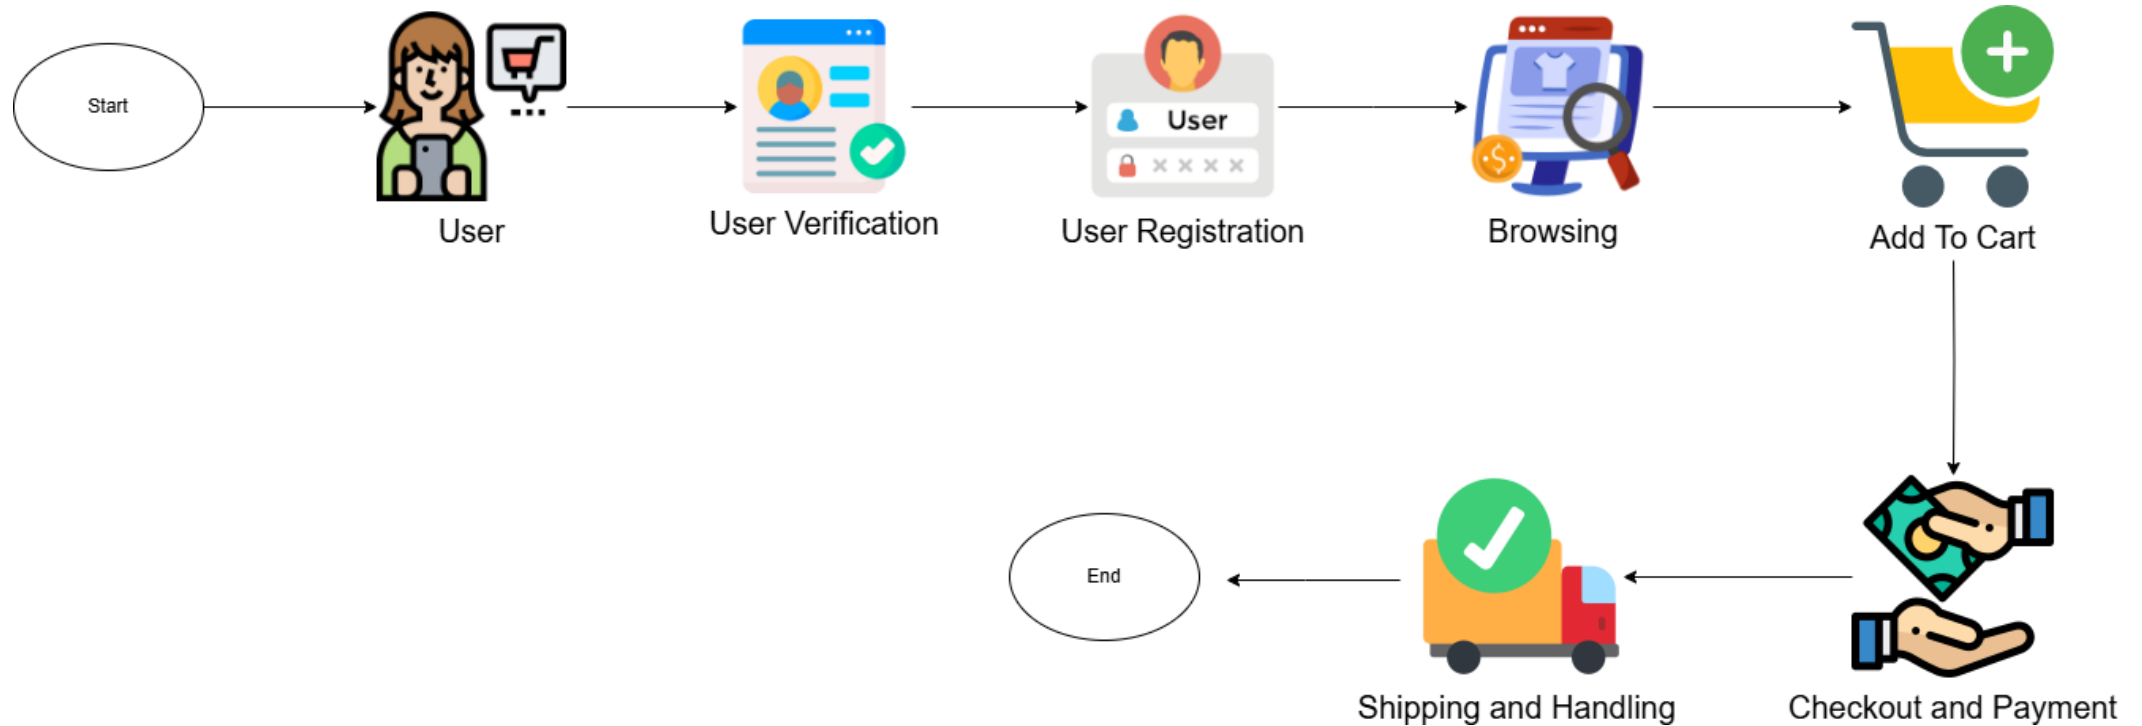 Start
User
User Verification
User
× × × ×
User Registration
Browsing
Add To Cart
End
Shipping and Handling
Checkout and Payment